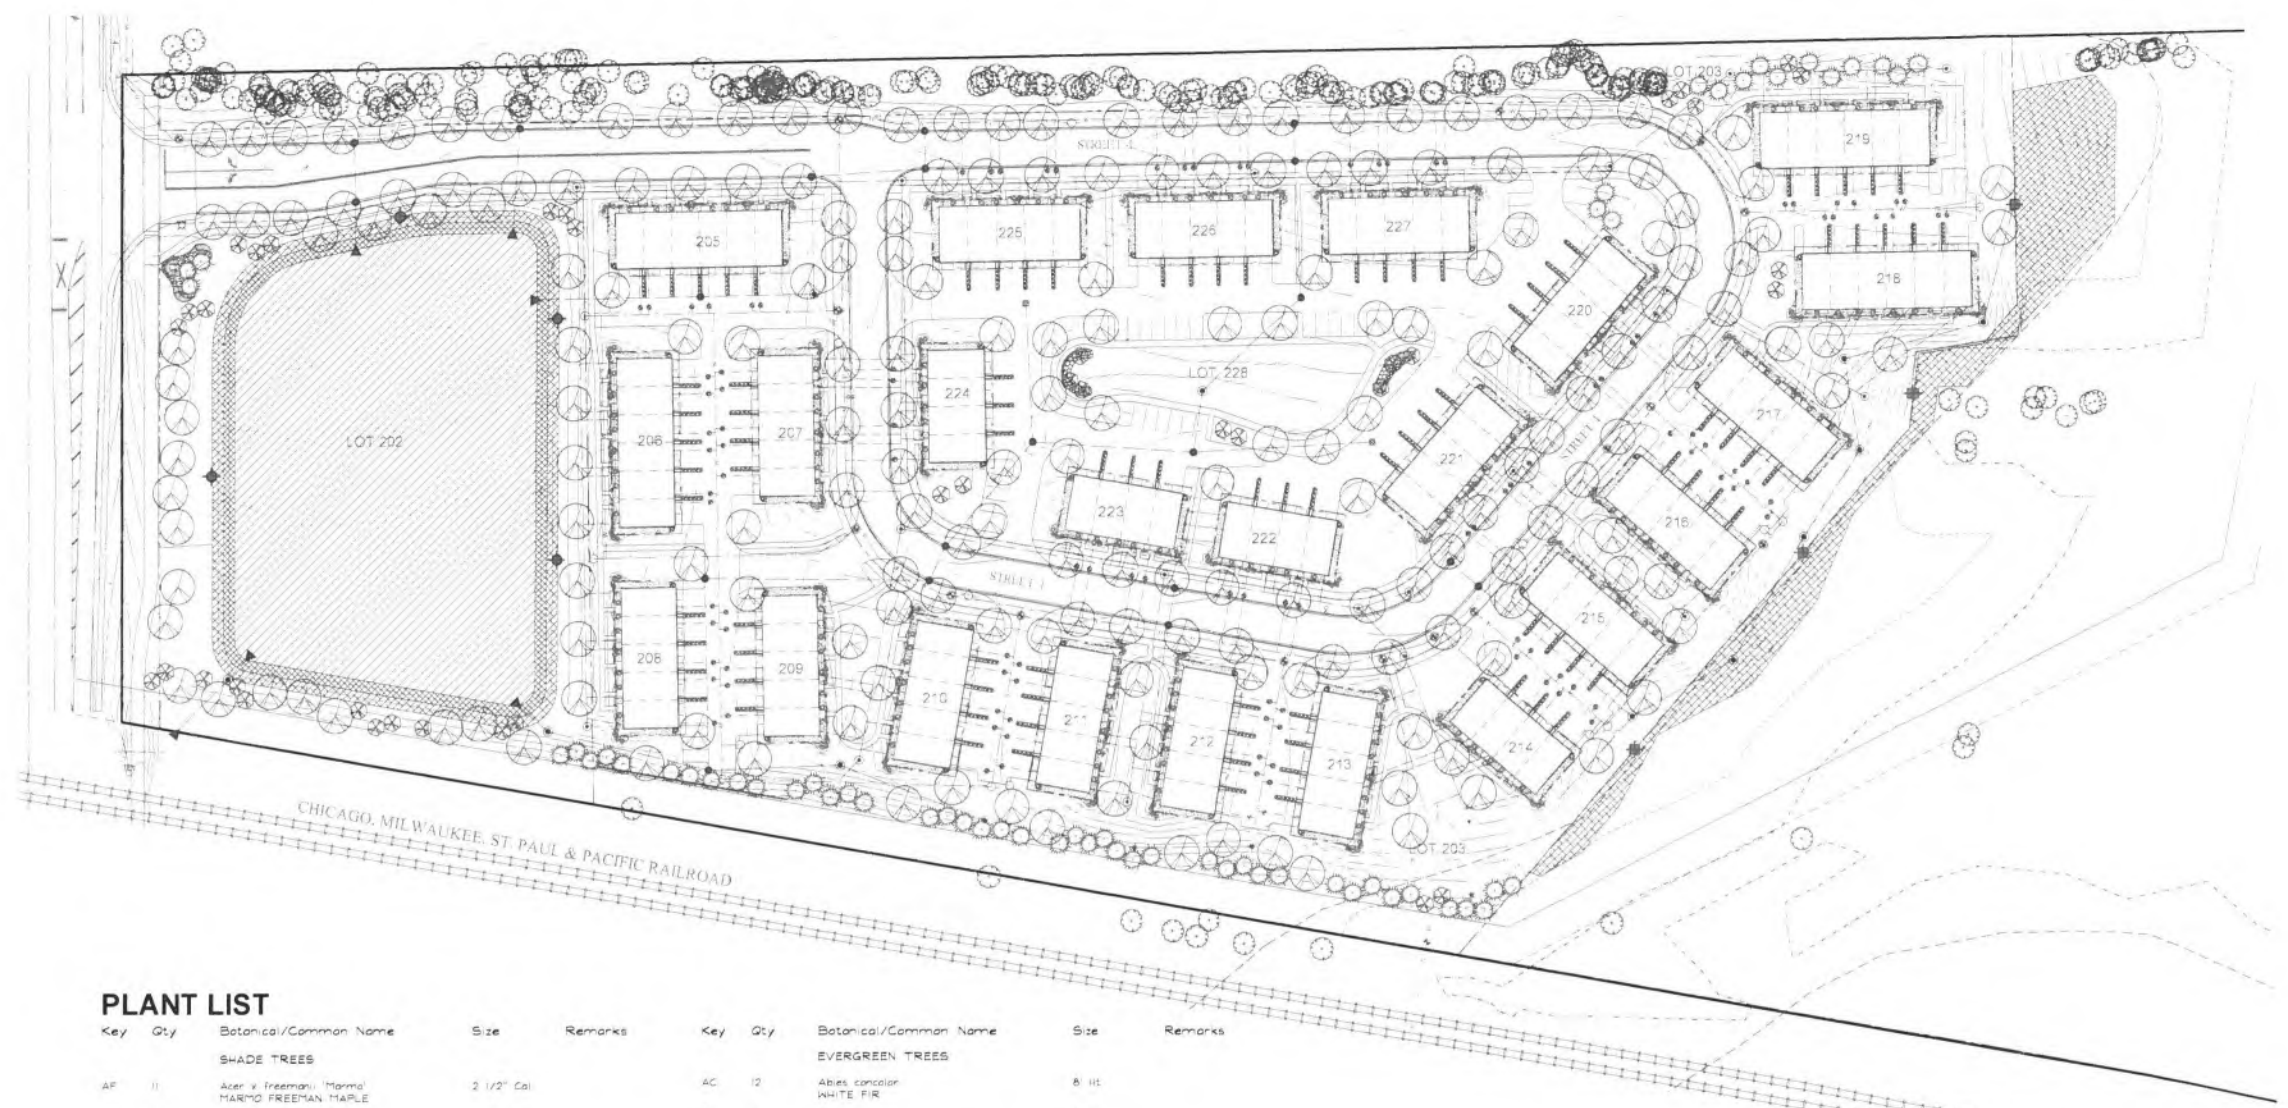 LOT 203
219
STREET 1
205
225
226
227
218
220
LOT 202
206
207
224
LOT 228
217
221
STREET 1
223
222
216
STREET 1
215
208
209
210
211
212
213
214
LOT 203
CHICAGO, MILWAUKEE, ST. PAUL & PACIFIC RAILROAD
PLANT LIST
Key Qty Botanical/Common Name Size Remarks Key Qty Botanical/Common Name Size Remarks
SHADE TREES EVERGREEN TREES
AF 11 Acer x freemanii 'Marmo' 2 1/2" Cal AC 12 Abies concolor 8' Ht
MARMO FREEMAN MAPLE WHITE FIR